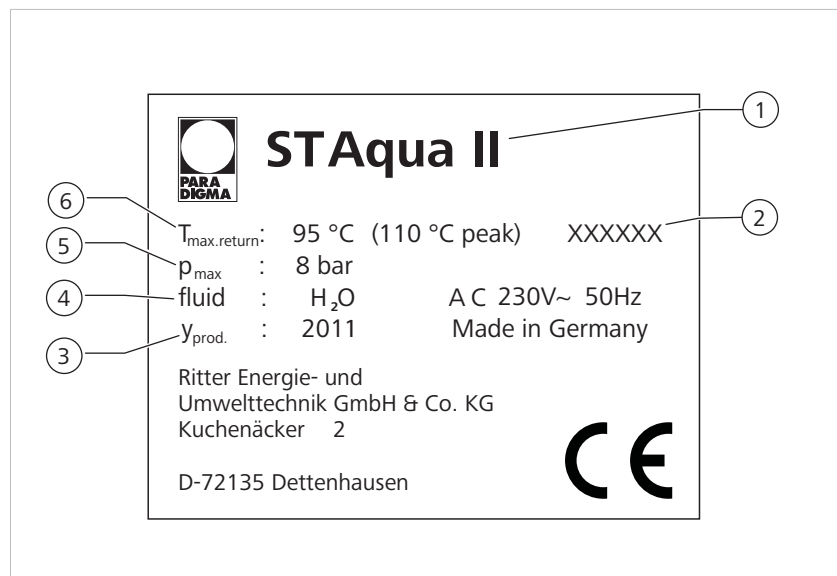 1
STAqua II
PARA
DIGMA
6
2
Tmax.return: 95 °C (110 °C peak) XXXXXX
5
pmax : 8 bar
4
fluid : H₂O AC 230V~ 50Hz
3
yprod. : 2011 Made in Germany
Ritter Energie- und
Umwelttechnik GmbH & Co. KG
Kuchenäcker 2
D-72135 Dettenhausen
CE